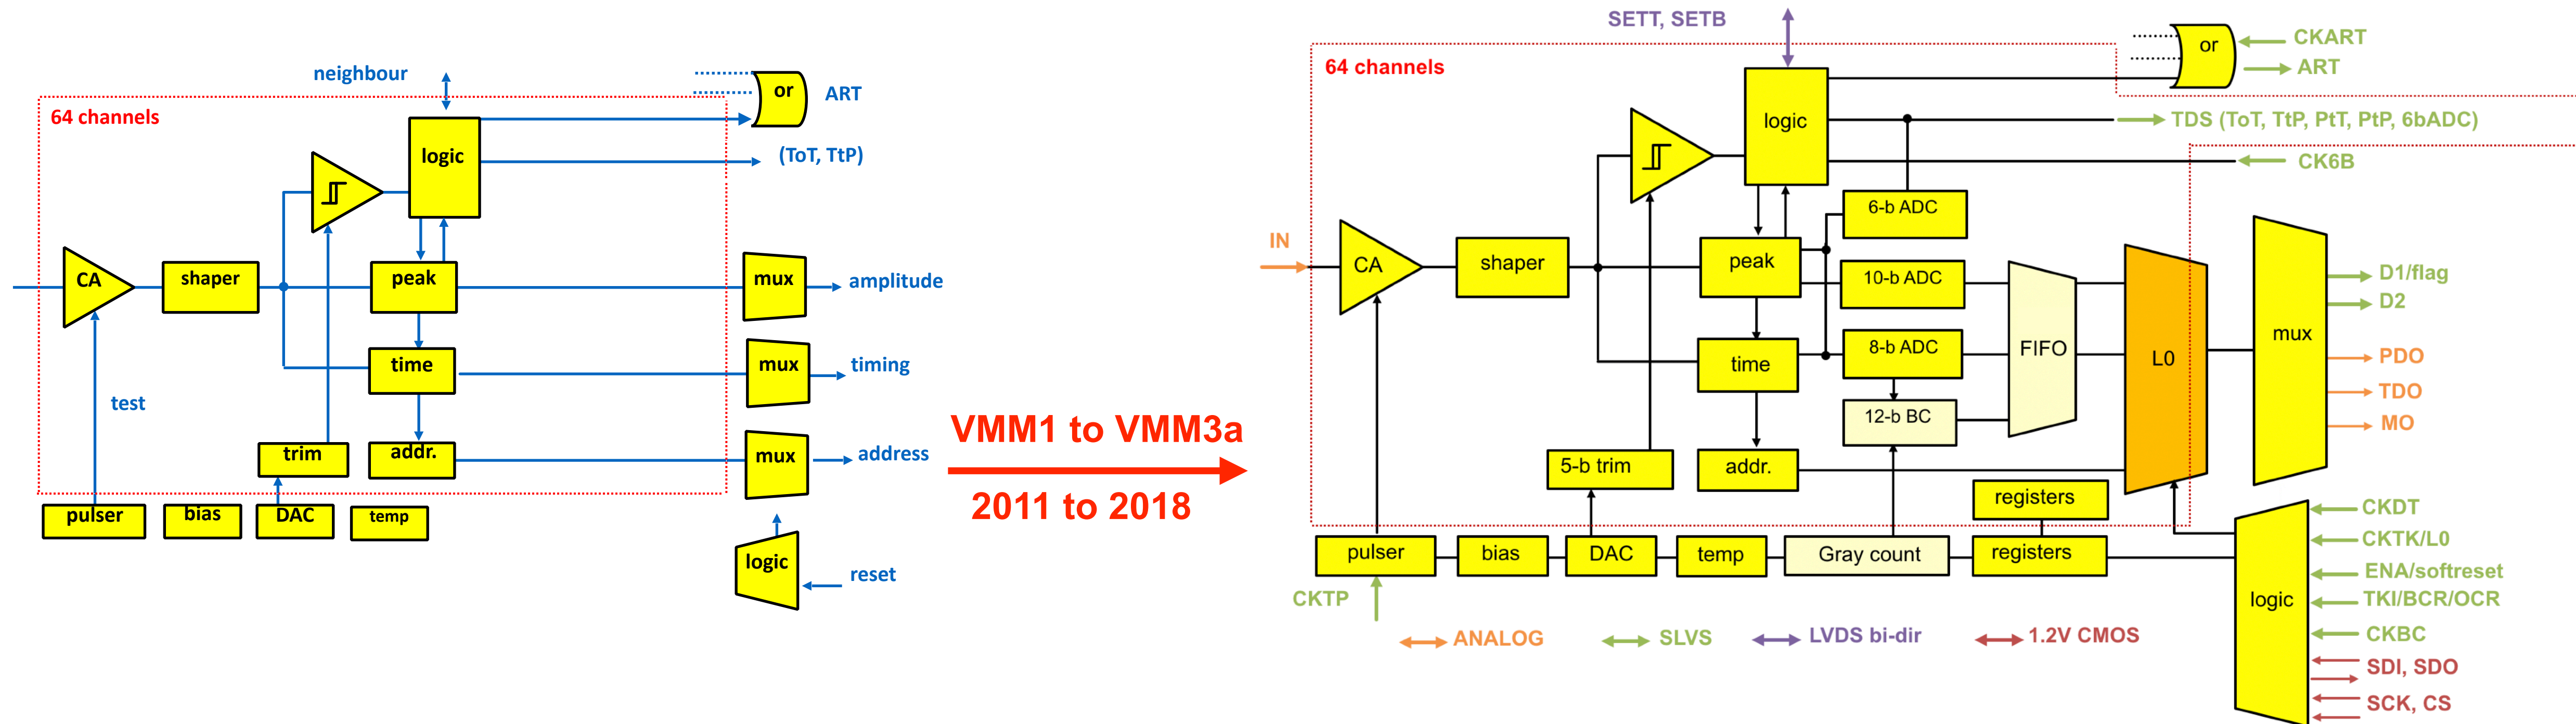 neighbour
64 channels
or
ART
logic
(ToT, TtP)
CA
shaper
peak
mux
amplitude
time
mux
timing
test
trim
addr.
mux
address
pulser
bias
DAC
temp
logic
reset
VMM1 to VMM3a
2011 to 2018
SETT, SETB
64 channels
or
CKART
ART
logic
TDS (ToT, TtP, PtT, PtP, 6bADC)
CK6B
6-b ADC
IN
CA
shaper
peak
10-b ADC
D1/flag
D2
mux
FIFO
L0
8-b ADC
time
PDO
TDO
MO
12-b BC
5-b trim
addr.
registers
CKDT
CKTK/L0
pulser
bias
DAC
temp
Gray count
registers
ENA/softreset
CKTP
logic
TKI/BCR/OCR
CKBC
ANALOG
SLVS
LVDS bi-dir
1.2V CMOS
SDI, SDO
SCK, CS